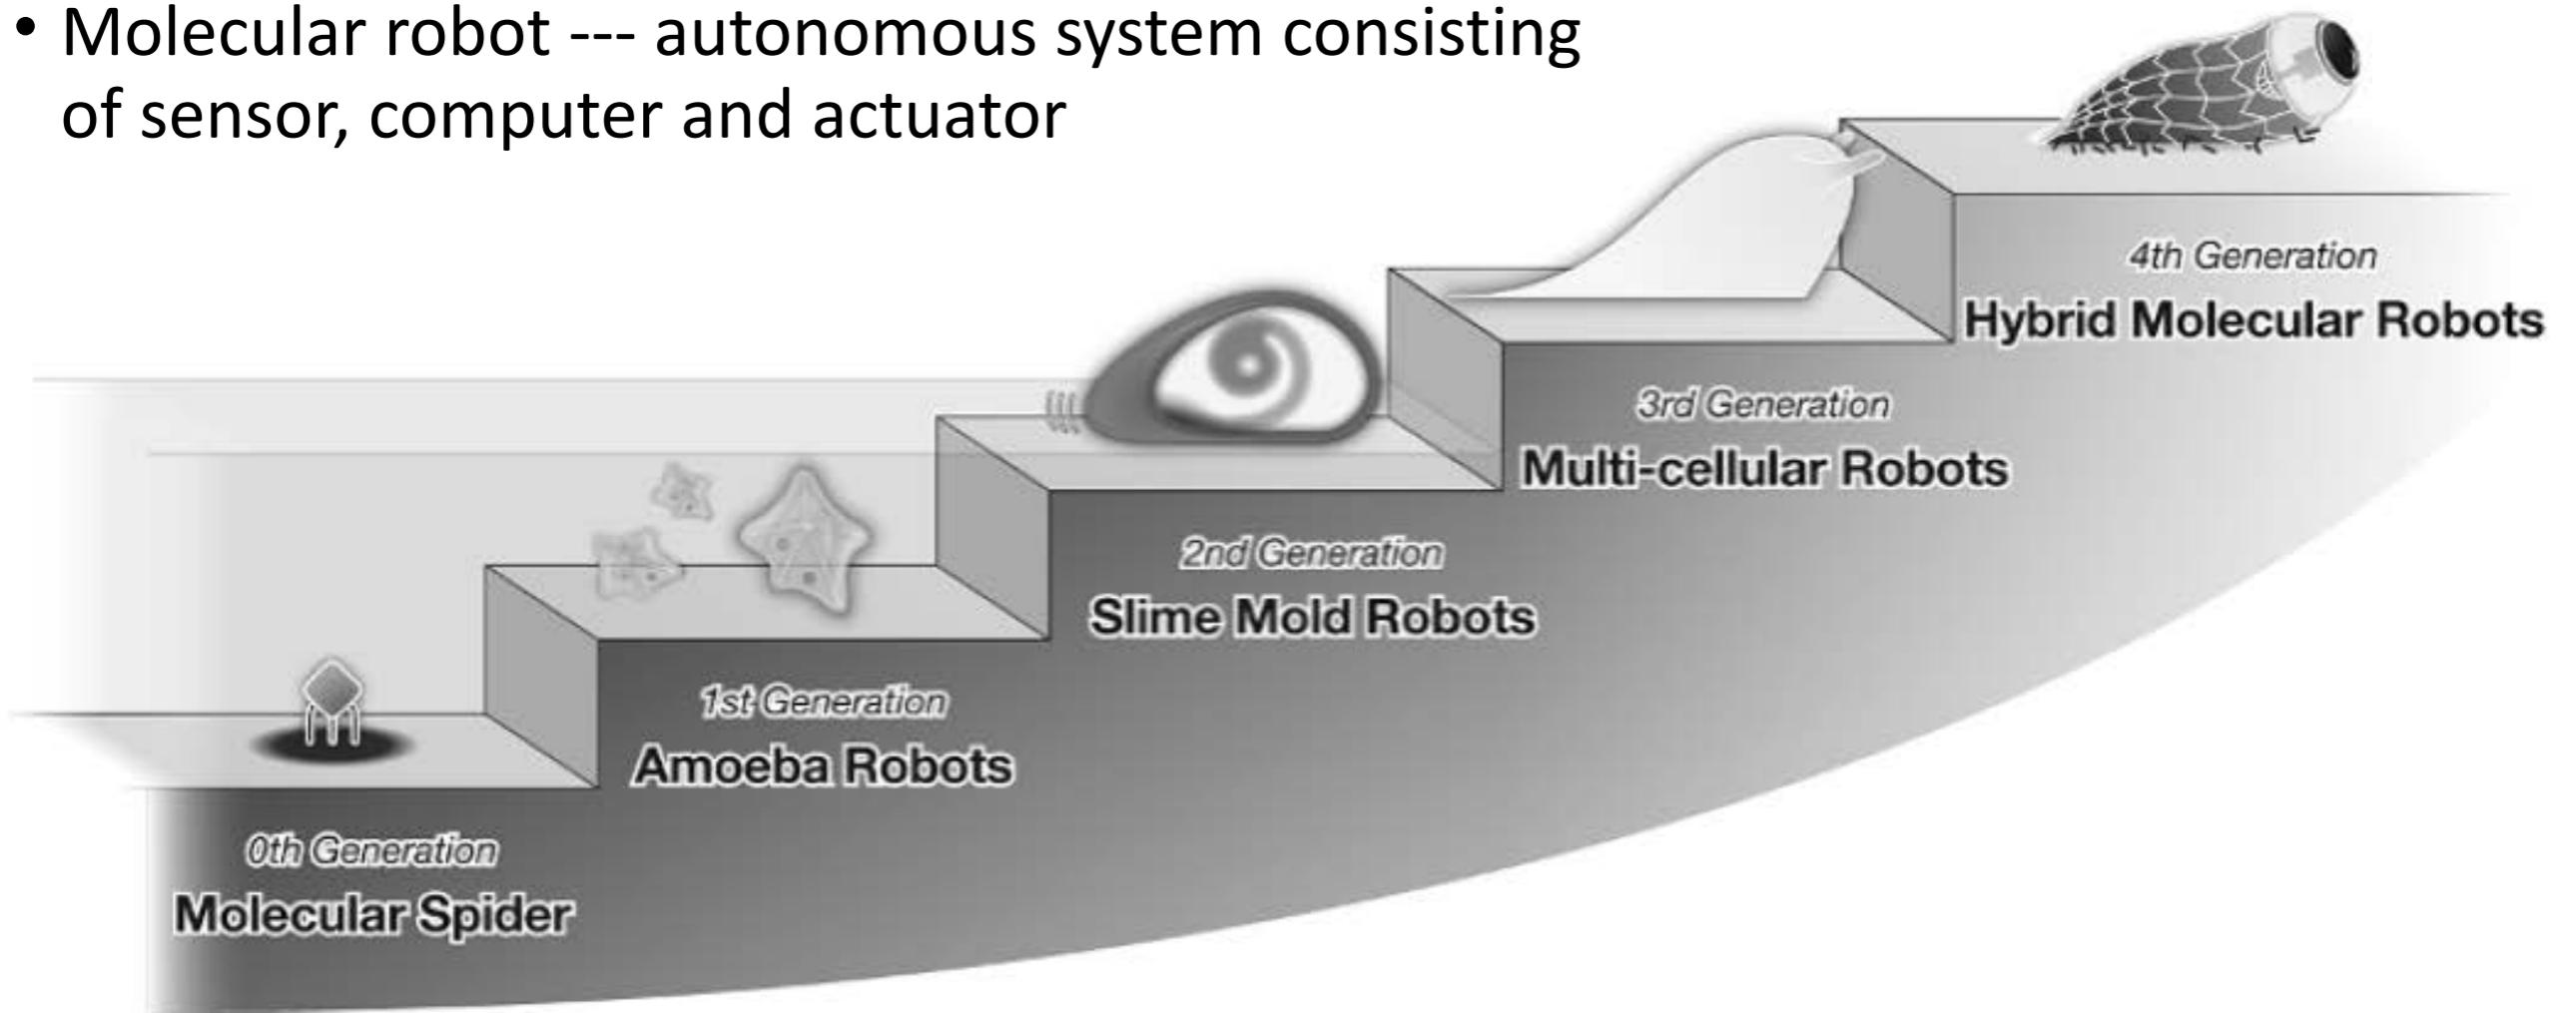 • Molecular robot --- autonomous system consisting
of sensor, computer and actuator
4th Generation
Hybrid Molecular Robots
3rd Generation
Multi-cellular Robots
2nd Generation
Slime Mold Robots
1st Generation
Amoeba Robots
0th Generation
Molecular Spider